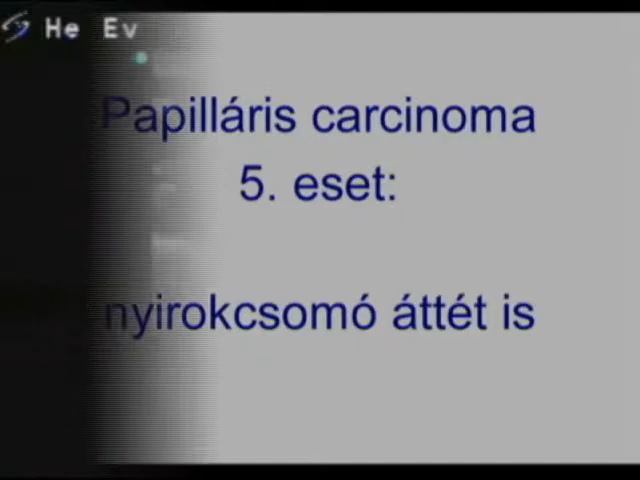 He Ev
Papilláris carcinoma
5. eset:
nyirokcsomó áttét is